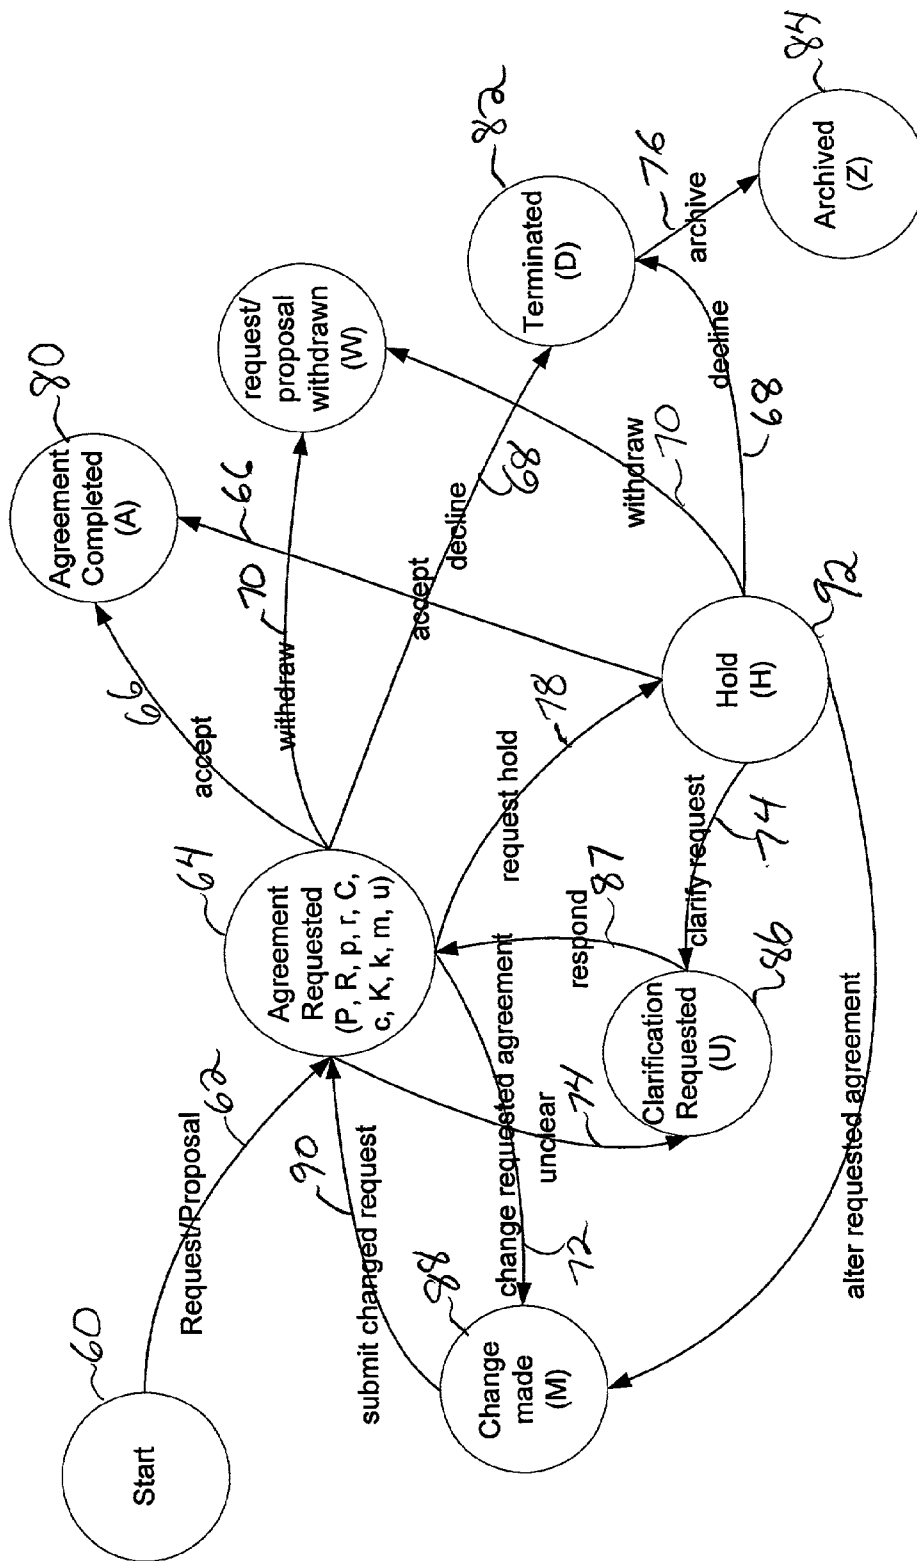 60
Start
Request/Proposal
62
64
Agreement
Requested
(P, R, p, r, C,
c, K, k, m, u)
accept
66
Agreement
Completed
(A)
80
withdraw
70
66
request/
proposal
withdrawn
(W)
accept
decline
68
Terminated
(D)
82
76
archive
Archived
(Z)
84
submit changed request
90
88
Change
made
(M)
change requested agreement
72
unclear
74
respond
87
Clarification
Requested
(U)
86
clarify request
74
request hold
78
Hold
(H)
92
withdraw
70
decline
68
alter requested agreement